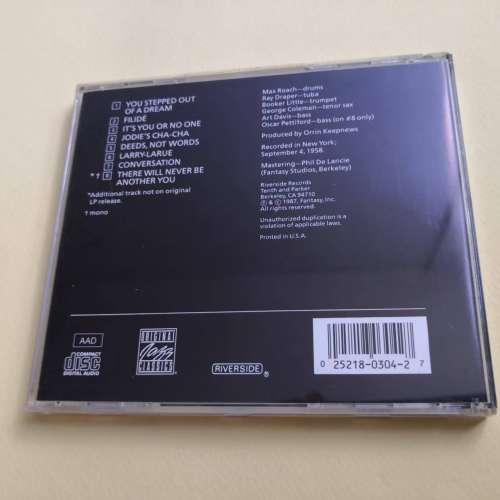 1 YOU STEPPED OUT
OF A DREAM
2 FILIDÉ
3 IT'S YOU OR NO ONE
4 JODIE'S CHA-CHA
5 DEEDS, NOT WORDS
6 LARRY-LARUE
7 CONVERSATION
*† 8 THERE WILL NEVER BE
ANOTHER YOU
*Additional track not on original
LP release.
† mono
Max Roach—drums
Ray Draper—tuba
Booker Little—trumpet
George Coleman—tenor sax
Art Davis—bass
Oscar Pettiford—bass (on #8 only)
Produced by Orrin Keepnews
Recorded in New York;
September 4, 1958.
Mastering—Phil De Lancie
(Fantasy Studios, Berkeley)
Riverside Records
Tenth and Parker
Berkeley, CA 94710
℗ & © 1987, Fantasy, Inc.
All rights reserved.
Unauthorized duplication is a
violation of applicable laws.
Printed in U.S.A.
AAD
COMPACT
disc
DIGITAL AUDIO
ORIGINAL
Jazz
CLASSICS
RIVERSIDE ®
0 25218-0304-2 7